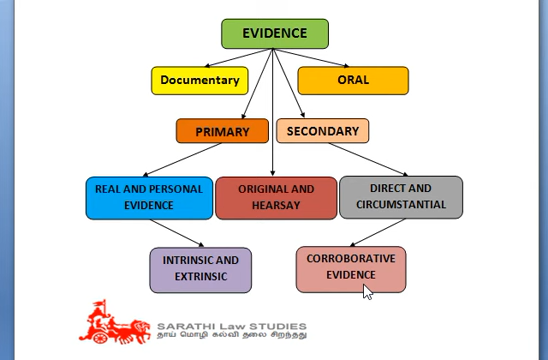 EVIDENCE
Documentary
ORAL
PRIMARY
SECONDARY
REAL AND PERSONAL
EVIDENCE
ORIGINAL AND
HEARSAY
DIRECT AND
CIRCUMSTANTIAL
INTRINSIC AND
EXTRINSIC
CORROBORATIVE
EVIDENCE
SARATHI Law STUDIES
தாய் மொழி கல்வி தலை சிறந்தது